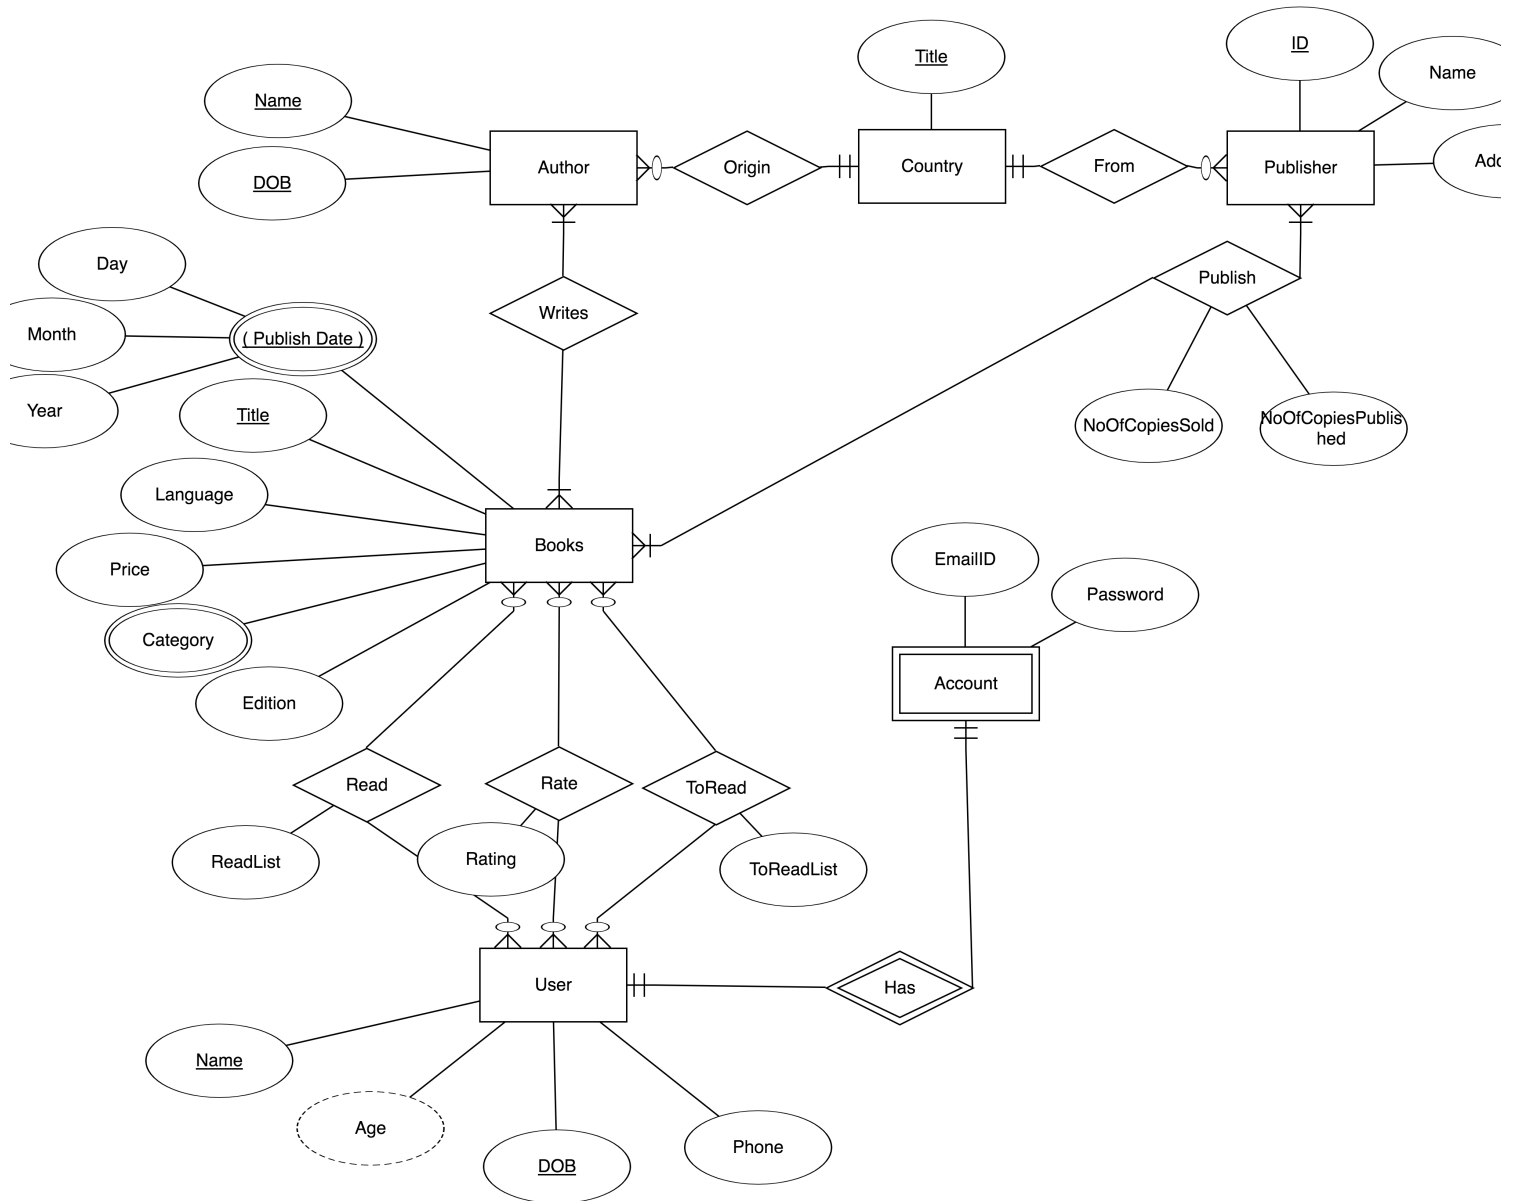 Title
ID
Name
Name
Author
Origin
Country
From
Publisher
Add
DOB
Day
Publish
Writes
Month
( Publish Date )
Year
Title
NoOfCopiesSold
NoOfCopiesPublis
hed
Language
Books
EmailID
Price
Password
Category
Account
Edition
Read
Rate
ToRead
ReadList
Rating
ToReadList
User
Has
Name
Age
DOB
Phone